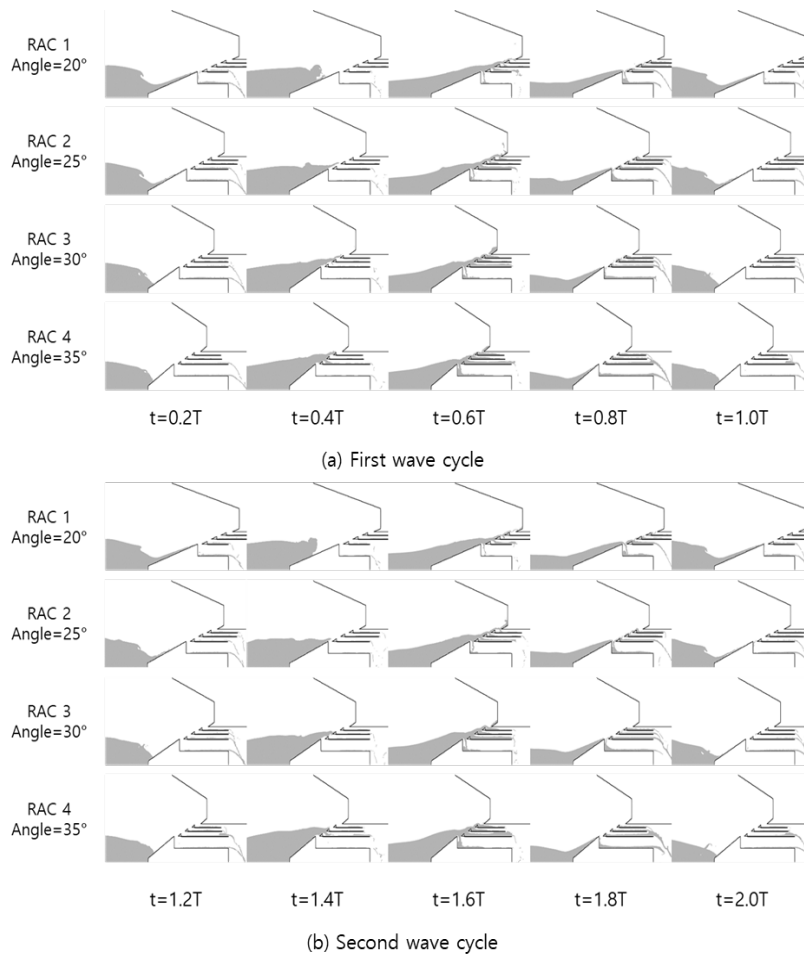 RAC 1
Angle=20°
RAC 2
Angle=25°
RAC 3
Angle=30°
RAC 4
Angle=35°
t=0.2T t=0.4T t=0.6T t=0.8T t=1.0T
(a) First wave cycle
RAC 1
Angle=20°
RAC 2
Angle=25°
RAC 3
Angle=30°
RAC 4
Angle=35°
t=1.2T t=1.4T t=1.6T t=1.8T t=2.0T
(b) Second wave cycle